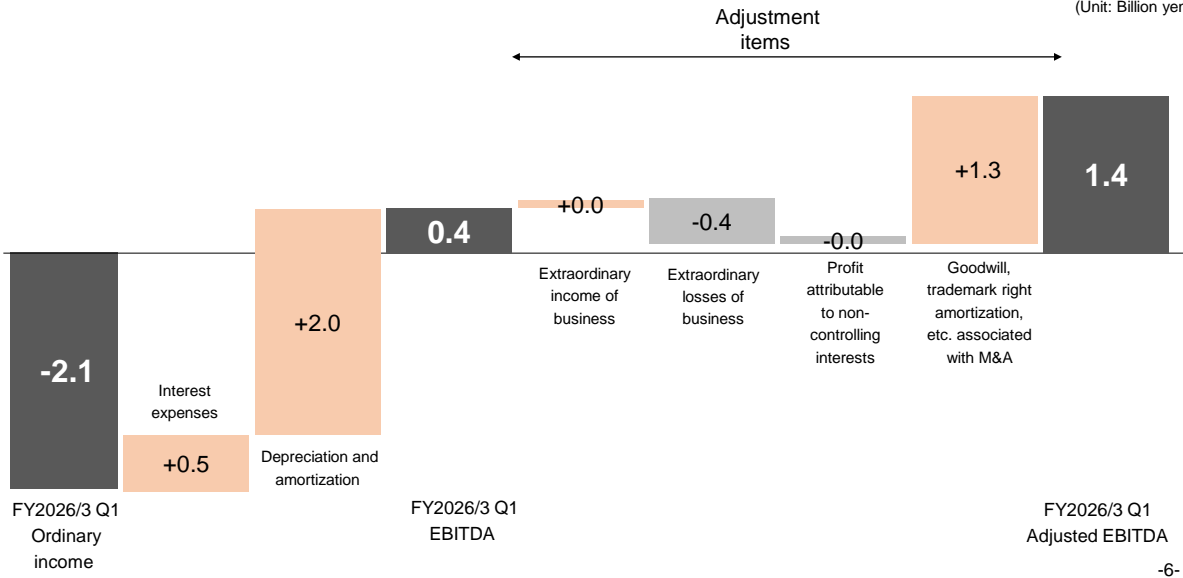 (Unit: Billion yen
Adjustment
items
+1.3
1.4
+0.0
-0.4
0.4
-0.0
Extraordinary
income of
business
Extraordinary
losses of
business
Profit
attributable
to non-
controlling
interests
Goodwill,
trademark right
amortization,
etc. associated
with M&A
+2.0
-2.1
Interest
expenses
+0.5
Depreciation and
amortization
FY2026/3 Q1
Ordinary
income
FY2026/3 Q1
EBITDA
FY2026/3 Q1
Adjusted EBITDA
-6-